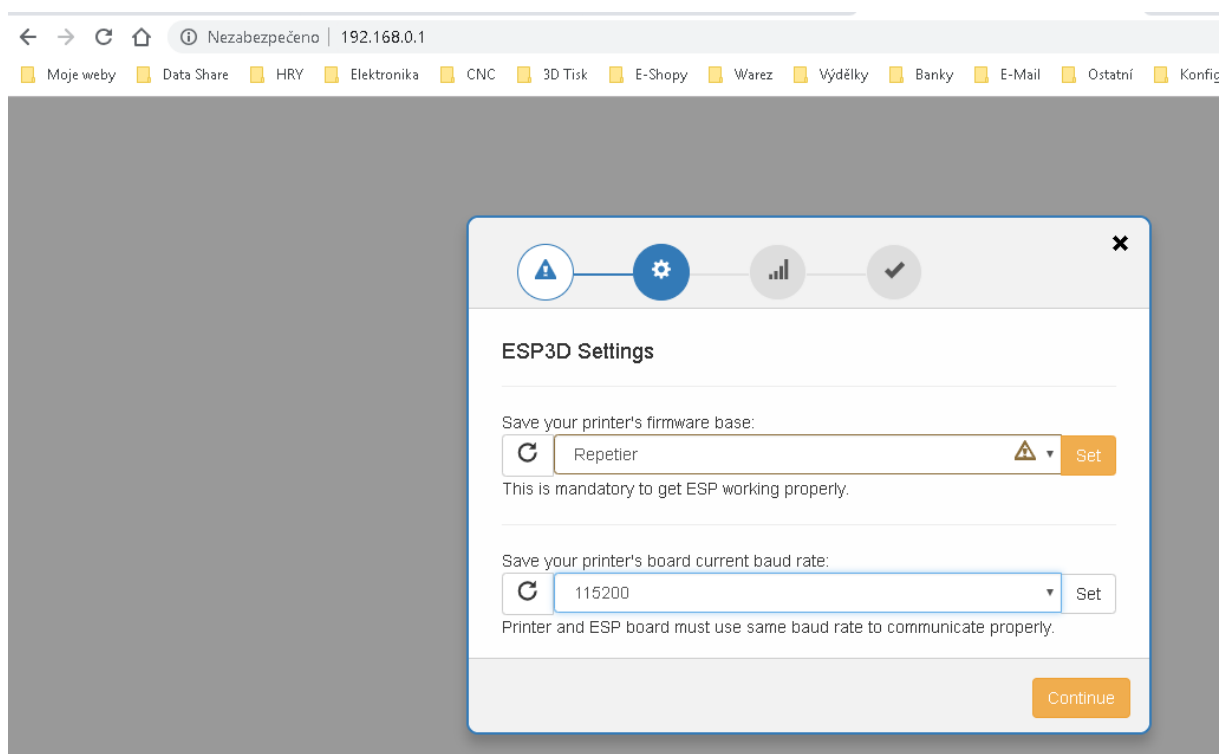 Nezabezpečeno | 192.168.0.1
Moje weby Data Share HRY Elektronika CNC 3D Tisk E-Shopy Warez Výdělky Banky E-Mail Ostatní Konfig
ESP3D Settings
Save your printer's firmware base:
Repetier Set
This is mandatory to get ESP working properly.
Save your printer's board current baud rate:
115200 Set
Printer and ESP board must use same baud rate to communicate properly.
Continue